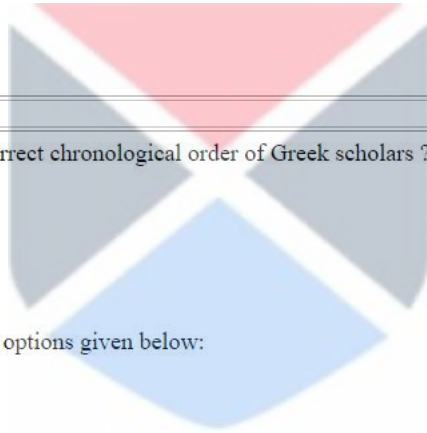 rrect chronological order of Greek scholars ?
options given below: